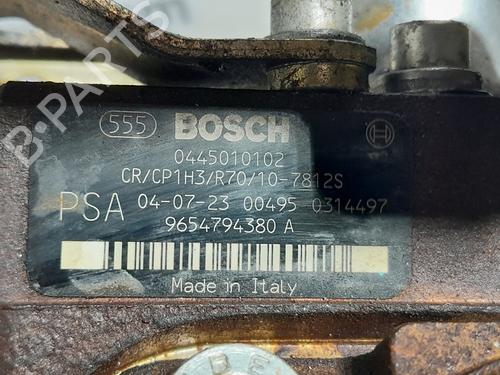 555 BOSCH
0445010102
CR/CP1H3/R70/10-7812S
PSA 04-07-23 00495 0314497
9654794380 A
Made in Italy
B-PARTS
BE